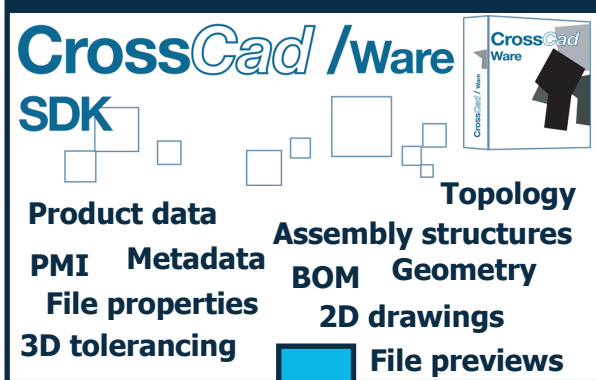 CrossCad /Ware
SDK
CrossCad
Ware
CrossCad / Ware
Topology
Product data
Assembly structures
PMI
Metadata
BOM
Geometry
File properties
2D drawings
3D tolerancing
File previews